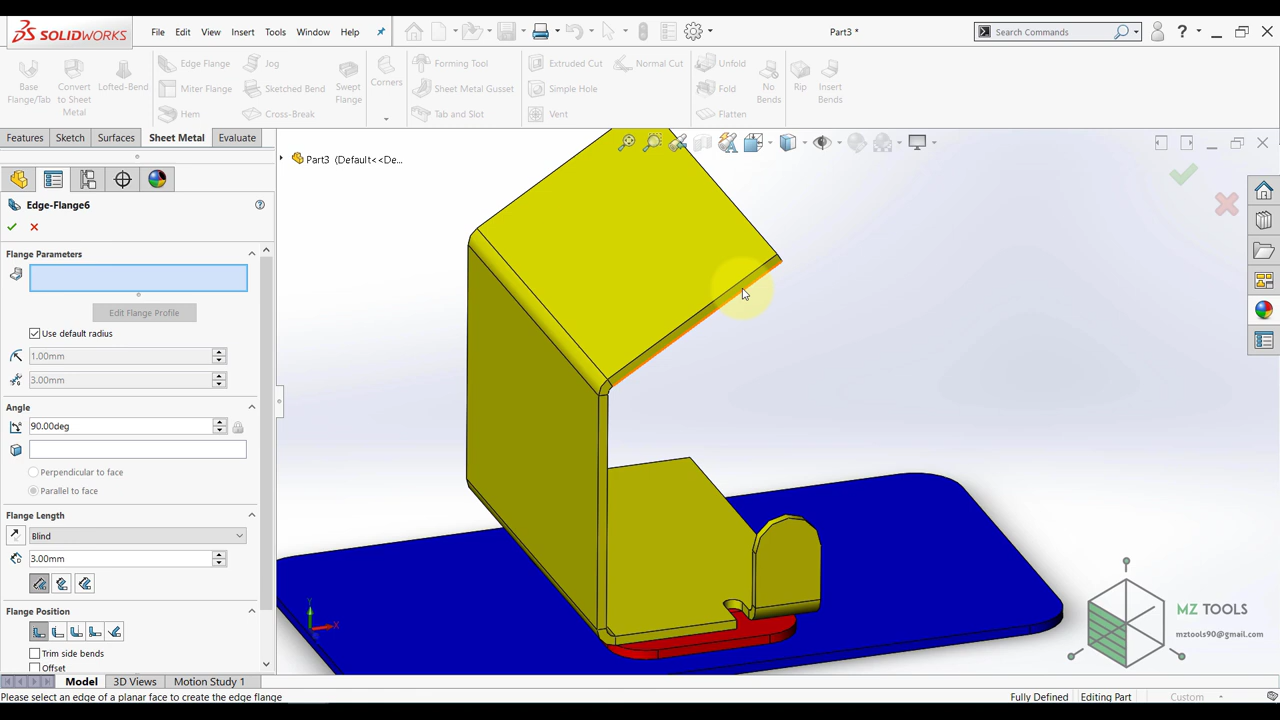 SOLIDWORKS
File Edit View Insert Tools Window Help
Part3 *
Search Commands
?
Base Flange/Tab
Convert to Sheet Metal
Lofted-Bend
Edge Flange
Miter Flange
Hem
Jog
Sketched Bend
Cross-Break
Swept Flange
Corners
Forming Tool
Sheet Metal Gusset
Tab and Slot
Extruded Cut
Simple Hole
Vent
Normal Cut
Unfold
Fold
Flatten
No Bends
Rip
Insert Bends
Features Sketch Surfaces Sheet Metal Evaluate
Part3 (Default<<De...
Edge-Flange6
Flange Parameters
Edit Flange Profile
Use default radius
1.00mm
3.00mm
Angle
90.00deg
Perpendicular to face
Parallel to face
Flange Length
Blind
3.00mm
Flange Position
Trim side bends
Offset
Y
X
MZ TOOLS
mztools90@gmail.com
Model 3D Views Motion Study 1
Please select an edge of a planar face to create the edge flange
Fully Defined Editing Part Custom